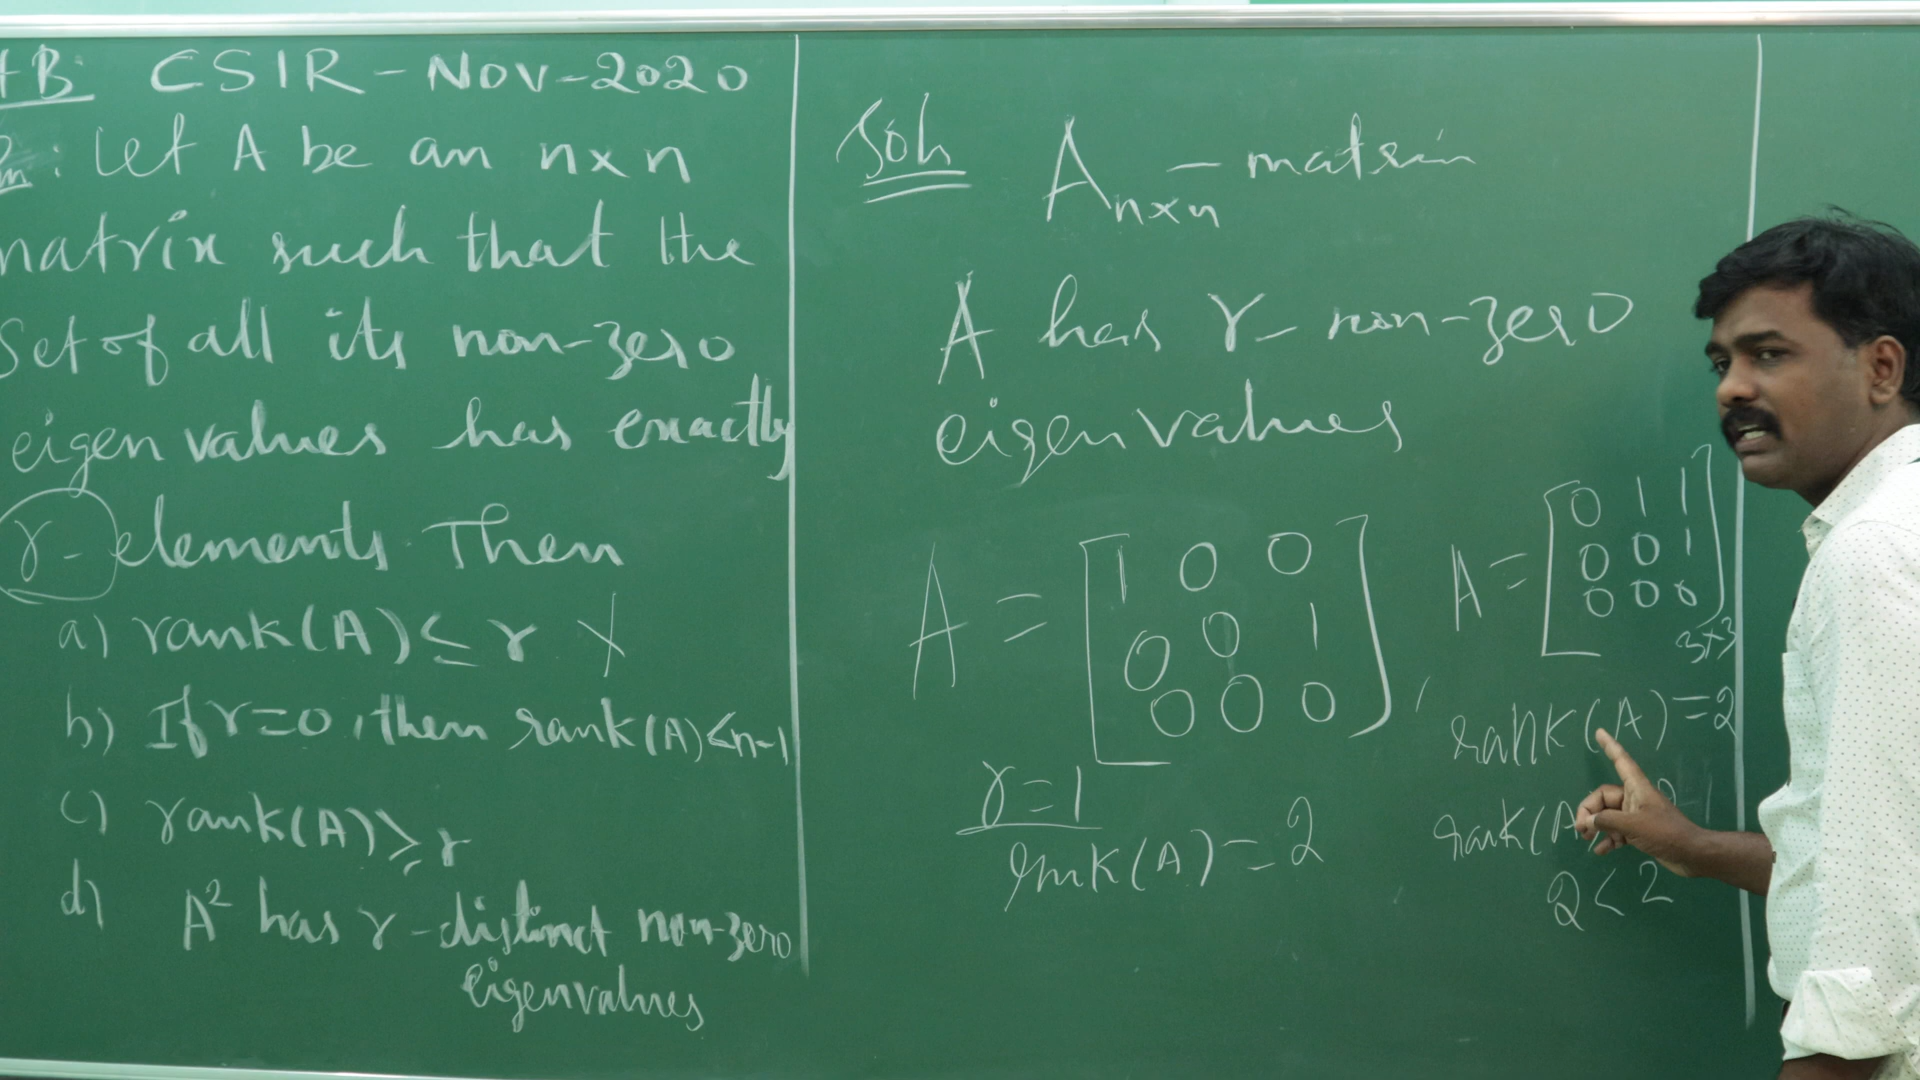 CSIR - NOV-2020
: Let A be an n×n
matrix such that the
Set of all its non-zero
eigen values has exactly
r- elements. Then
a) rank(A) ≤ r ×
b) If r=0, then rank(A)<n-1
c) rank(A) ≥ r
d) A² has r-distinct non-zero
eigenvalues
Soln A n×n - matrix
A has r- non-zero
eigenvalues
A = [ 1 0 0
0 0 1
0 0 0 ] ,
r=1
rank(A) = 2
A = [ 0 1 1
0 0 1
0 0 0 ] 3×3
rank(A) = 2
rank(A
2 < 2